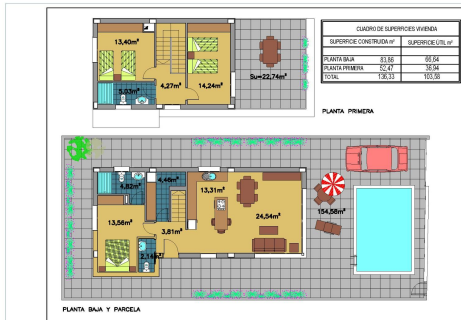 CUADRO DE SUPERFICIES VIVIENDA
SUPERFICIE CONSTRUIDA m² SUPERFICIE ÚTIL m²
PLANTA BAJA 83,86 66,64
PLANTA PRIMERA 52,47 36,94
TOTAL 136,33 103,58
13,40m²
5,03m²
4,27m²
14,24m²
Su=22,74m²
PLANTA PRIMERA
4,82m²
4,46m²
13,31m²
13,56m²
3,81m²
2,14m²
24,54m²
154,58m²
PLANTA BAJA Y PARCELA